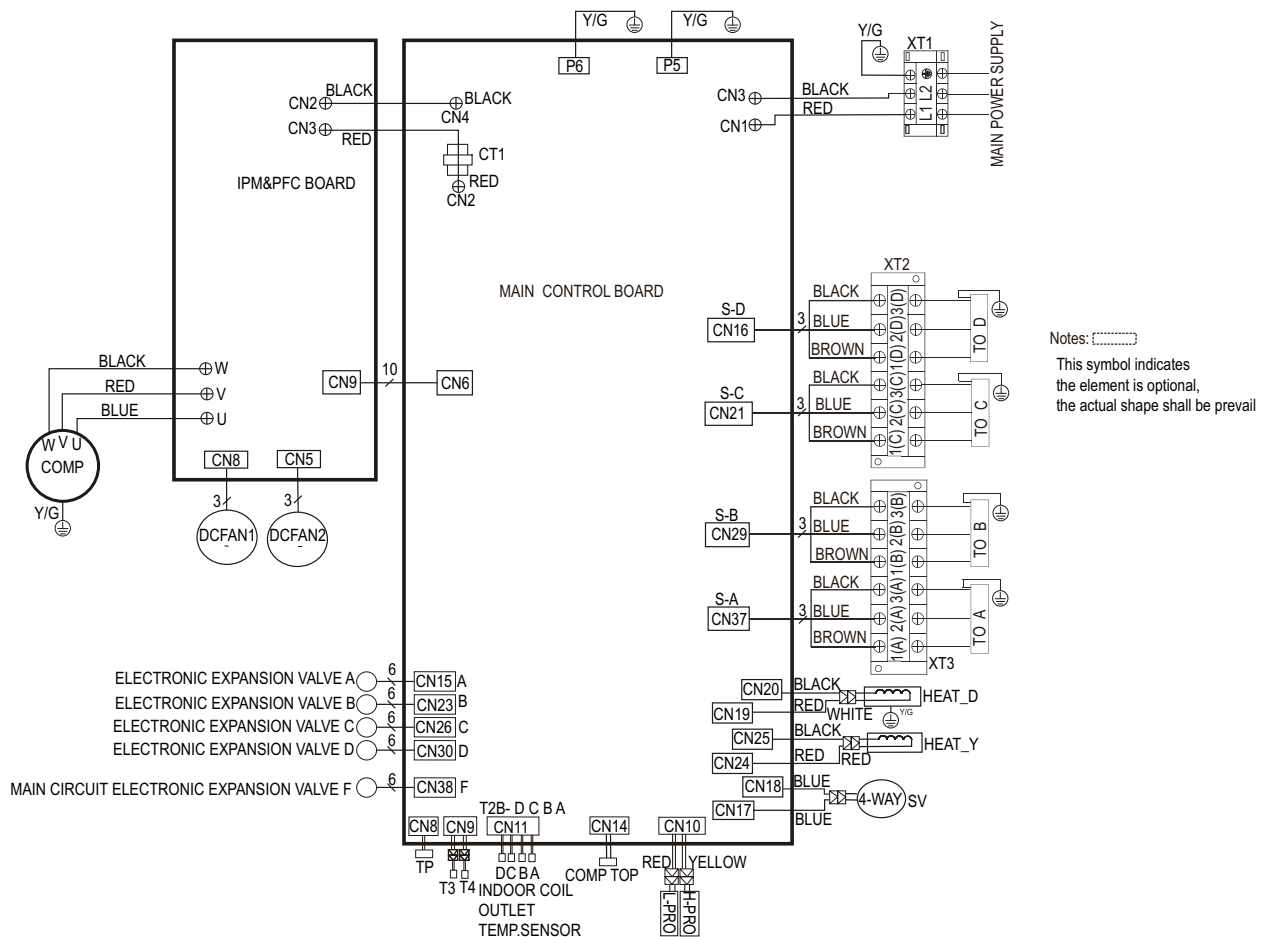 Y/G
Y/G
P6
P5
Y/G
XT1
L1 L2
MAIN POWER SUPPLY
CN3
BLACK
CN1
RED
CN2
BLACK
BLACK
CN4
CN3
RED
CT1
RED
CN2
IPM&PFC BOARD
MAIN CONTROL BOARD
BLACK
W
RED
V
BLUE
U
W V U
COMP
Y/G
CN9
10
CN6
CN8
CN5
3
3
DCFAN1
DCFAN2
XT2
S-D
CN16
3
BLACK
BLUE
BROWN
1(D) 2(D) 3(D)
TO D
S-C
CN21
3
BLACK
BLUE
BROWN
1(C) 2(C) 3(C)
TO C
S-B
CN29
3
BLACK
BLUE
BROWN
1(B) 2(B) 3(B)
TO B
S-A
CN37
3
BLACK
BLUE
BROWN
1(A) 2(A) 3(A)
TO A
XT3
Notes:
This symbol indicates
the element is optional,
the actual shape shall be prevail
ELECTRONIC EXPANSION VALVE A
6
CN15 A
ELECTRONIC EXPANSION VALVE B
6
CN23 B
ELECTRONIC EXPANSION VALVE C
6
CN26 C
ELECTRONIC EXPANSION VALVE D
6
CN30 D
MAIN CIRCUIT ELECTRONIC EXPANSION VALVE F
6
CN38 F
CN20
BLACK
HEAT_D
CN19
RED
WHITE
Y/G
CN25
BLACK
HEAT_Y
CN24
RED
RED
CN18
BLUE
4-WAY SV
CN17
BLUE
T2B- D C B A
CN8
CN9
CN11
CN14
CN10
TP
T3 T4
D C B A
INDOOR COIL
OUTLET
TEMP.SENSOR
COMP TOP
RED
YELLOW
L-PRO
H-PRO